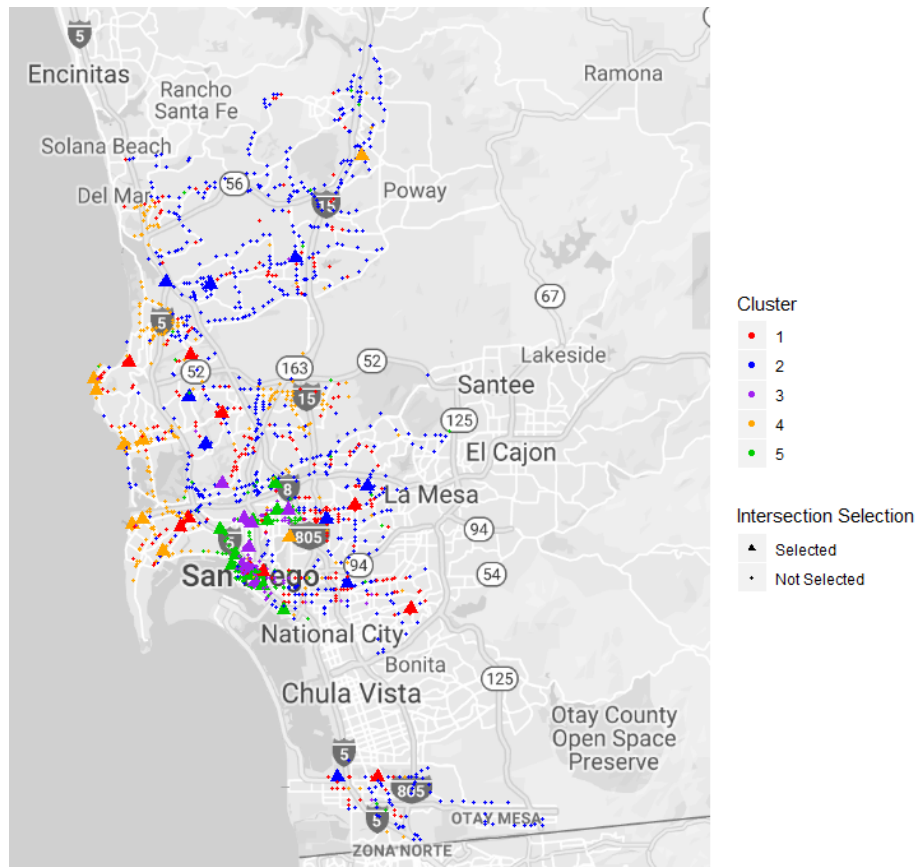 5
Encinitas
Ramona
Rancho
Santa Fe
Solana Beach
56
Del Mar
Poway
15
67
5
Lakeside
52
163
52
Santee
15
125
El Cajon
8
La Mesa
94
5
805
94
San Diego
54
National City
Bonita
125
Chula Vista
Otay County
Open Space
Preserve
5
805
5
OTAY MESA
ZONA NORTE
Cluster
1
2
3
4
5
Intersection Selection
Selected
Not Selected